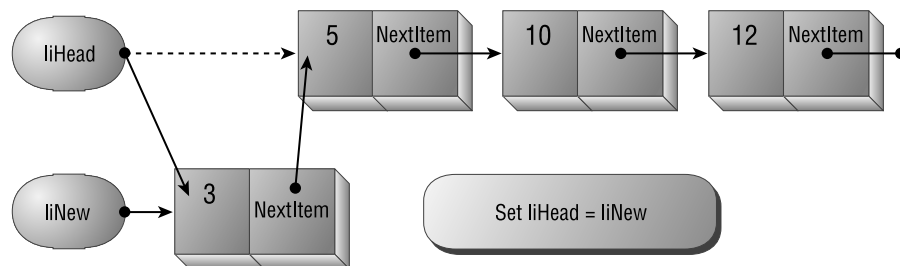 liHead
5
NextItem
10
NextItem
12
NextItem
liNew
3
NextItem
Set liHead = liNew